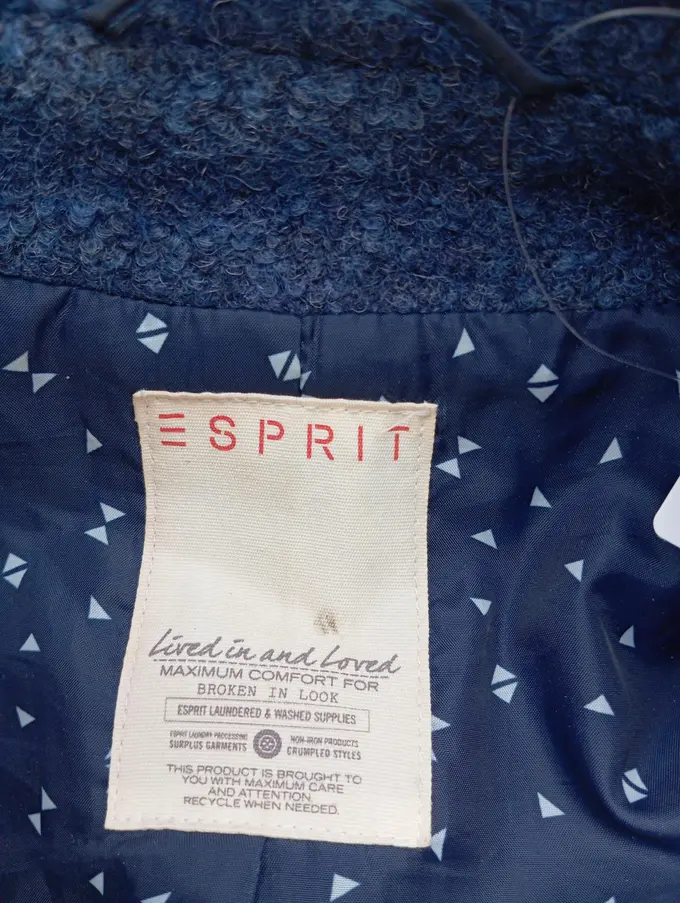 ESPRIT
Lived in and Loved
MAXIMUM COMFORT FOR
BROKEN IN LOOK
ESPRIT LAUNDERED & WASHED SUPPLIES
ESPRIT LAUNDRY PROCESSING NON-IRON PRODUCTS
SURPLUS GARMENTS CRUMPLED STYLES
THIS PRODUCT IS BROUGHT TO
YOU WITH MAXIMUM CARE
AND ATTENTION.
RECYCLE WHEN NEEDED.